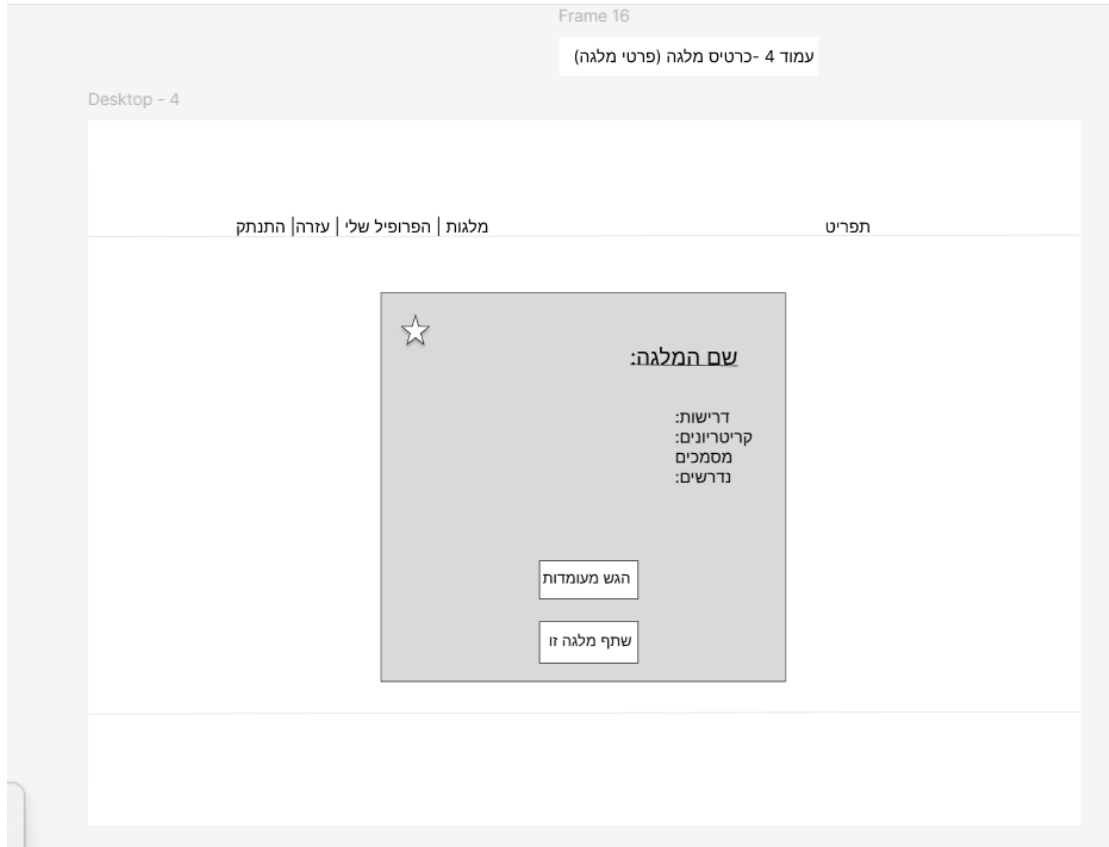 Frame 16
עמוד 4 -כרטיס מלגה (פרטי מלגה)
Desktop - 4
תפריט
מלגות | הפרופיל שלי | עזרה| התנתק
שם המלגה:
דרישות:
קריטריונים:
מסמכים
נדרשים:
הגש מעומדות
שתף מלגה זו